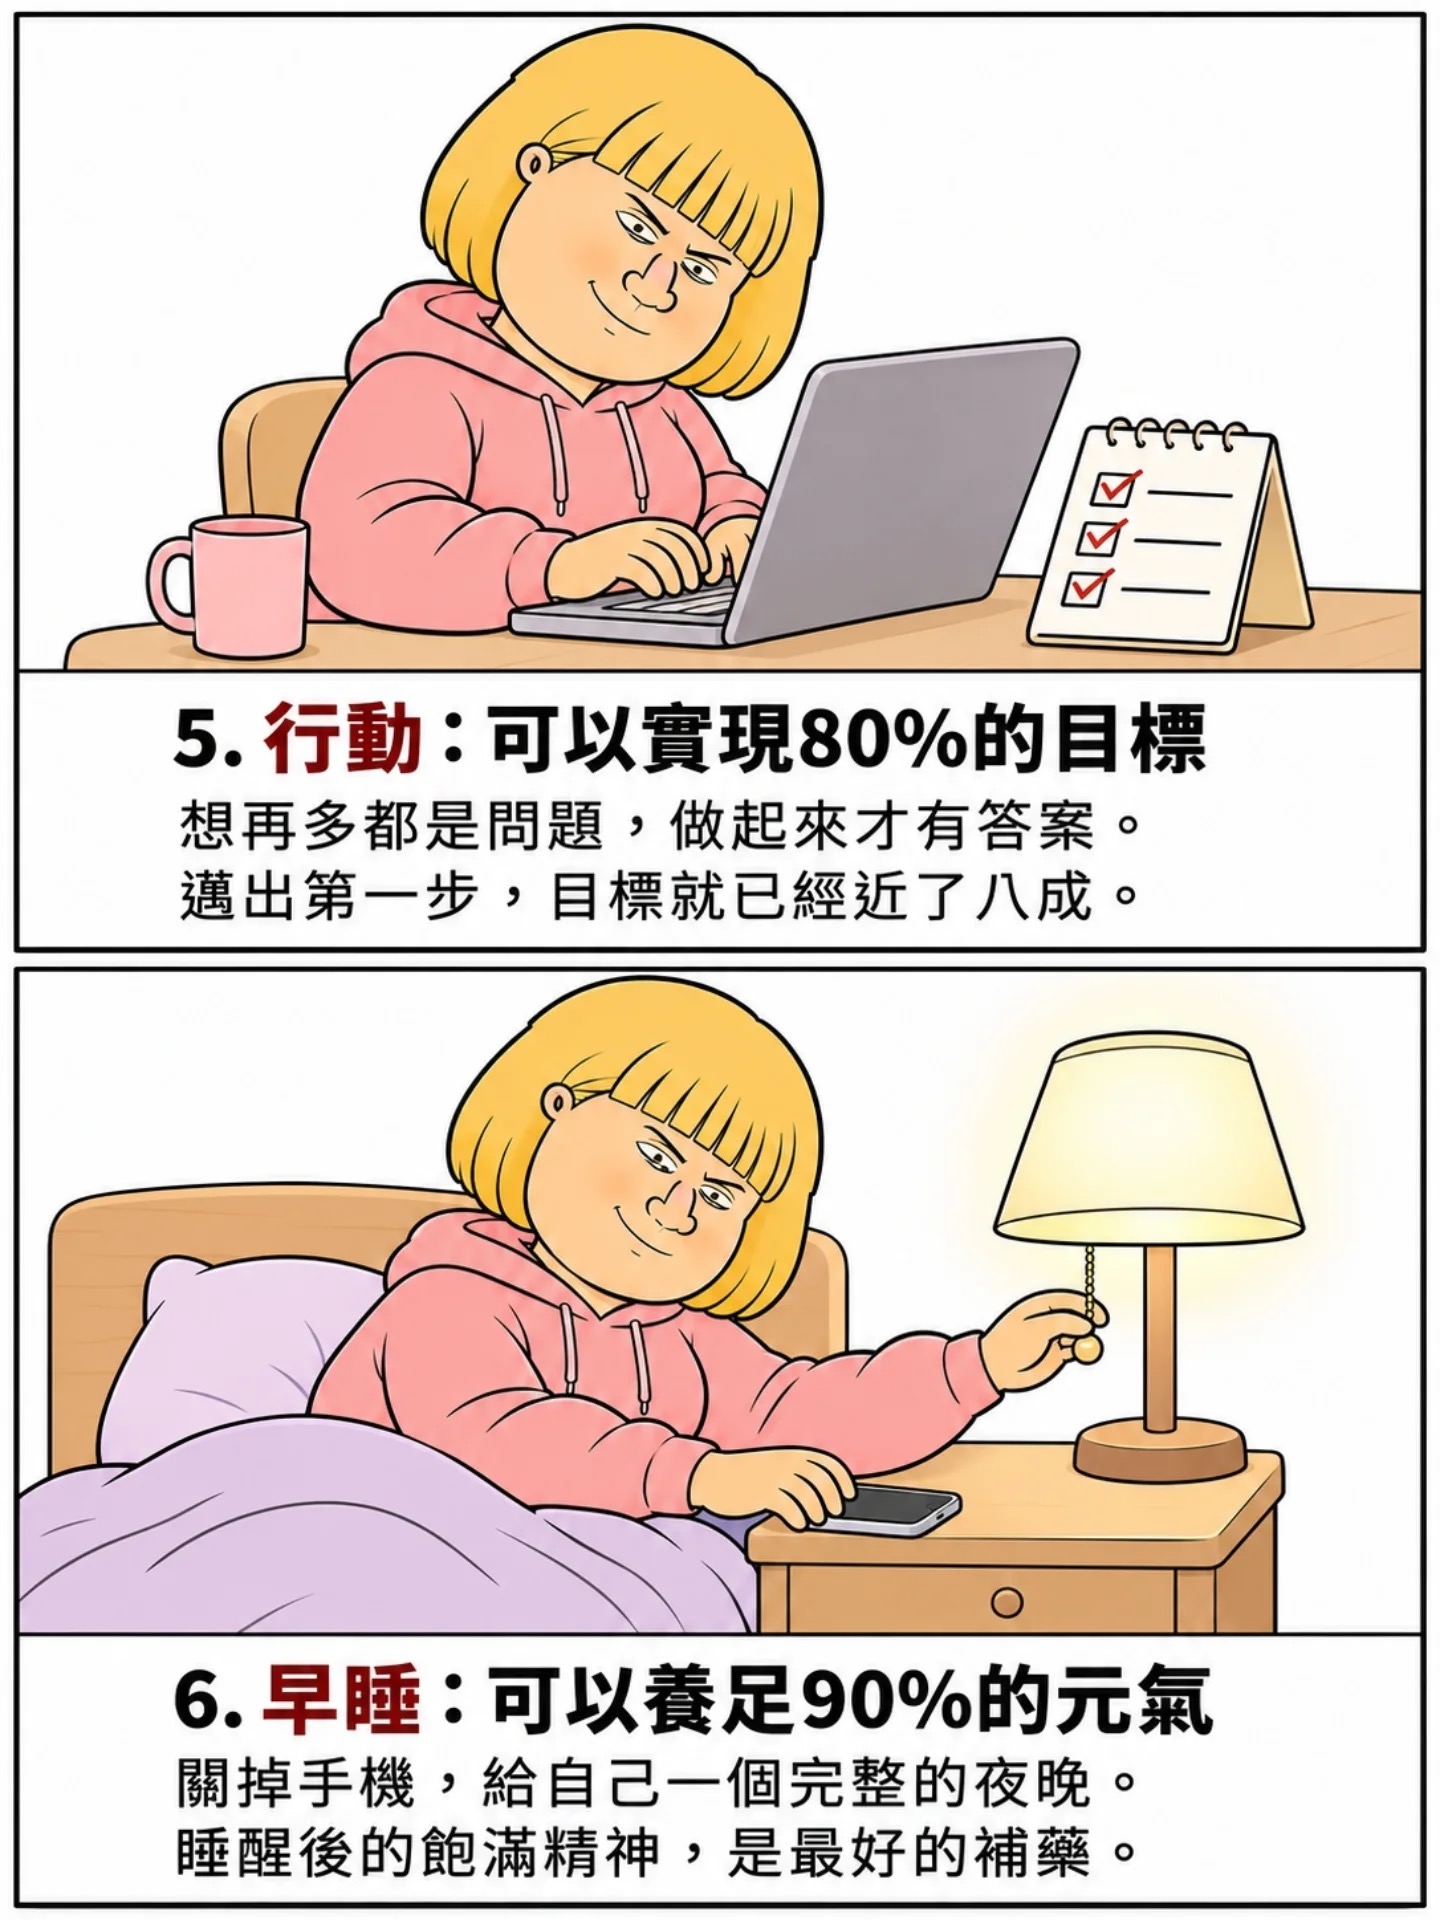 5. 行動：可以實現80%的目標
想再多都是問題，做起來才有答案。
邁出第一步，目標就已經近了八成。
6. 早睡：可以養足90%的元氣
關掉手機，給自己一個完整的夜晚。
睡醒後的飽滿精神，是最好的補藥。